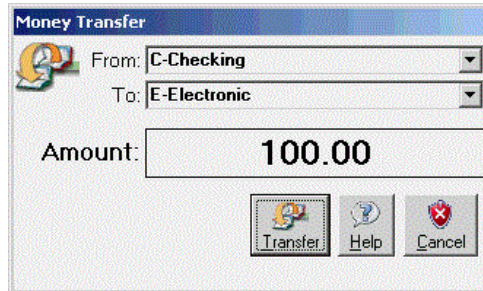 Money Transfer
From: C-Checking
To: E-Electronic
Amount: 100.00
Transfer Help Cancel